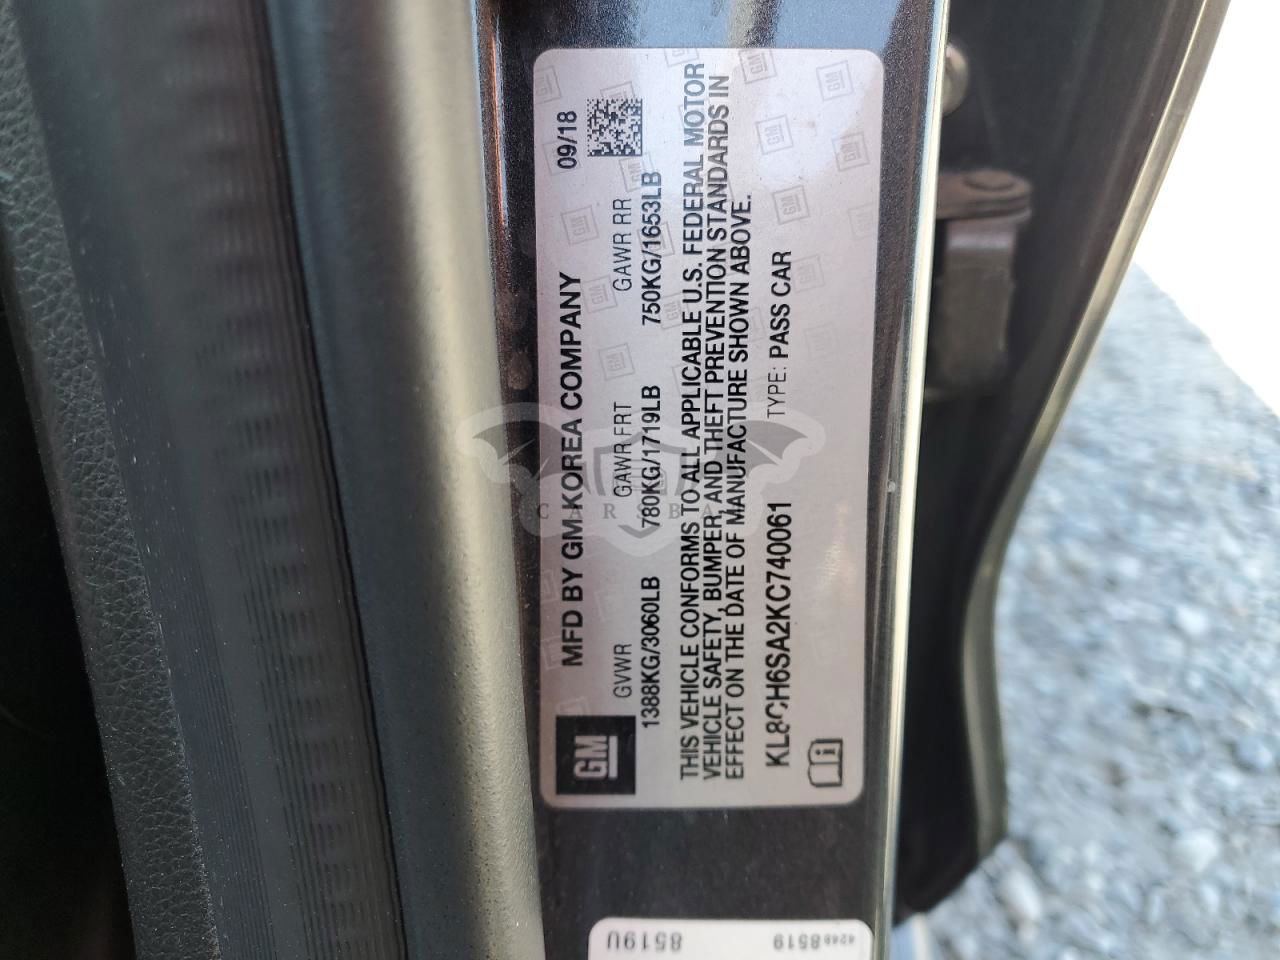 MFD BY GM KOREA COMPANY 09/18
GVWR GAWR FRT GAWR RR
1388KG/3060LB 780KG/1719LB 750KG/1653LB
THIS VEHICLE CONFORMS TO ALL APPLICABLE U.S. FEDERAL MOTOR
VEHICLE SAFETY, BUMPER, AND THEFT PREVENTION STANDARDS IN
EFFECT ON THE DATE OF MANUFACTURE SHOWN ABOVE.
KL8CH6SA2KC740061 TYPE: PASS CAR
GM
42488519
8519U